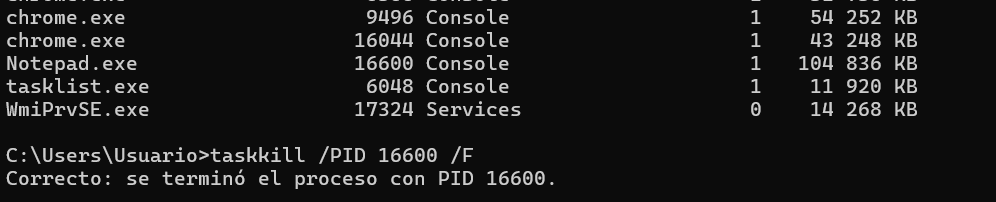 chrome.exe 9496 Console 1 54 252 KB
chrome.exe 16044 Console 1 43 248 KB
Notepad.exe 16600 Console 1 104 836 KB
tasklist.exe 6048 Console 1 11 920 KB
WmiPrvSE.exe 17324 Services 0 14 268 KB
C:\Users\Usuario>taskkill /PID 16600 /F
Correcto: se terminó el proceso con PID 16600.